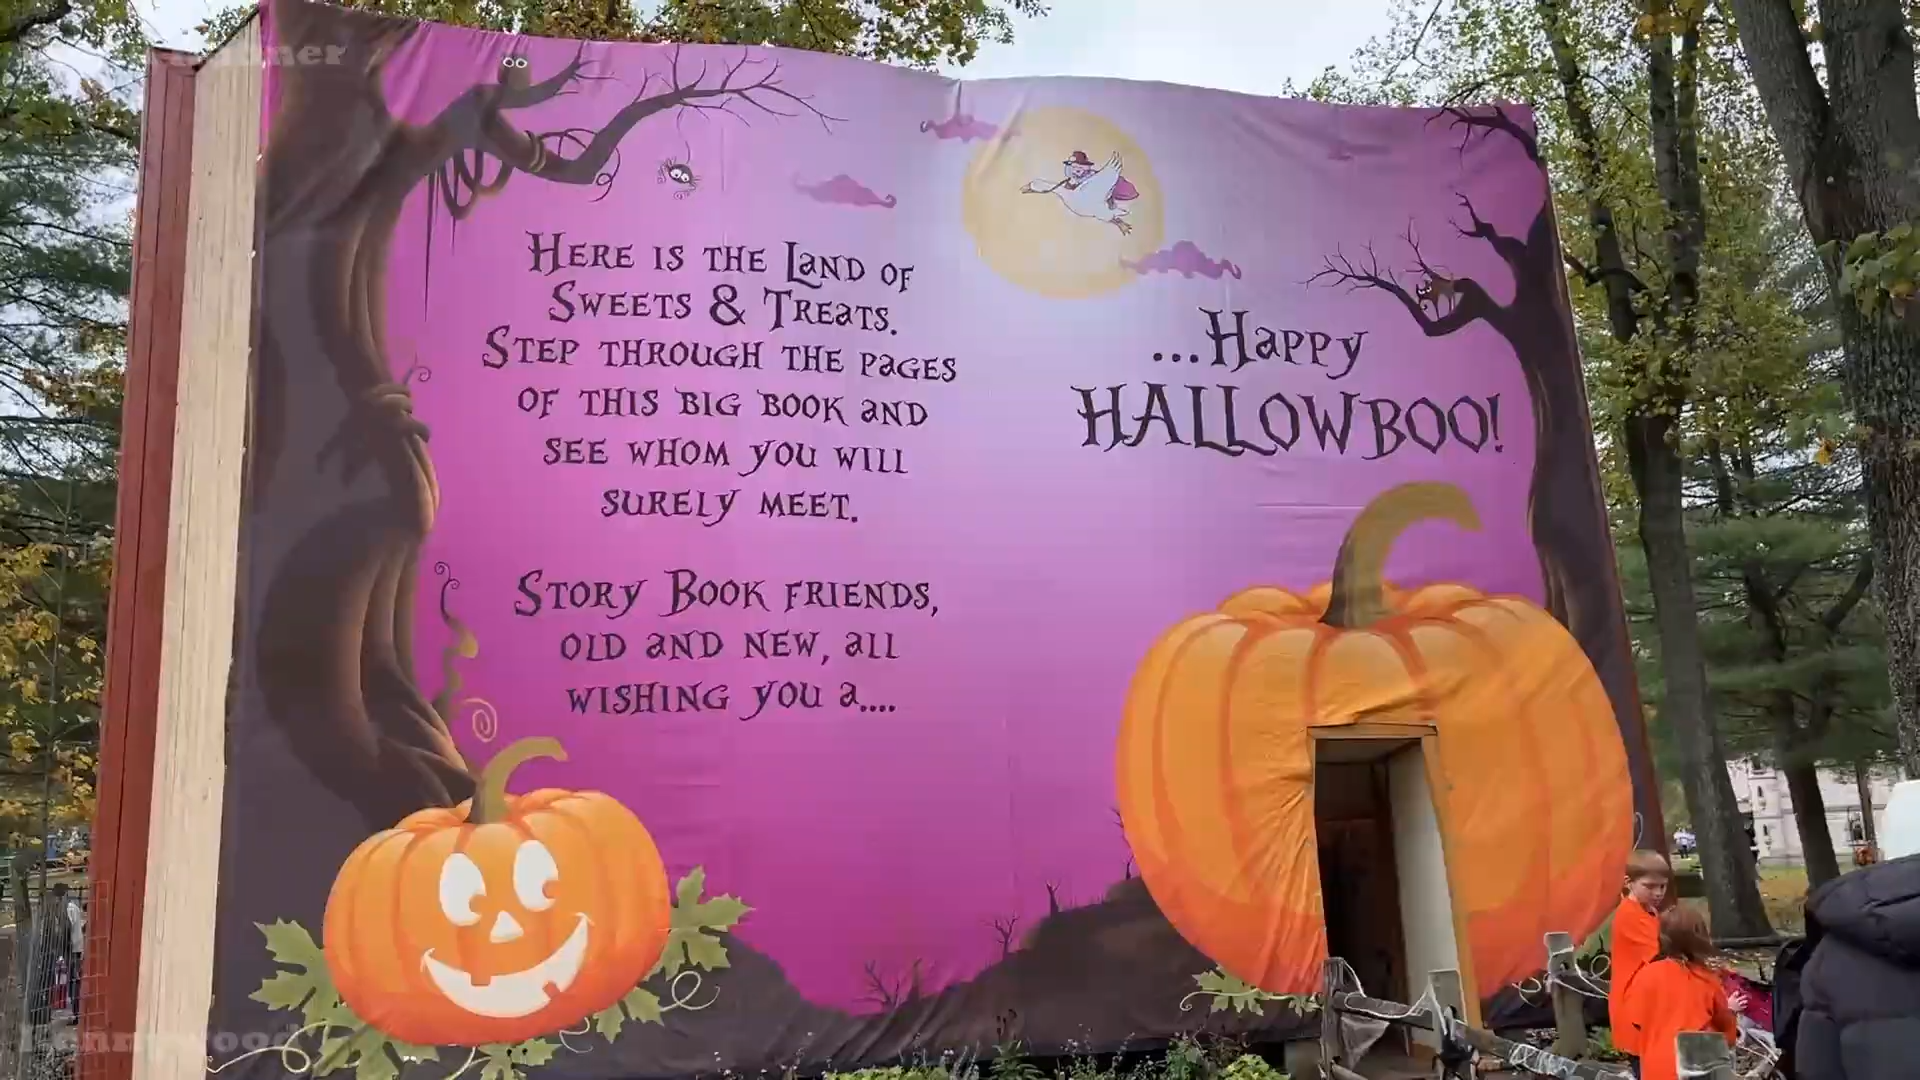 HERE IS THE LAND OF
SWEETS & TREATS.
STEP THROUGH THE PAGES
OF THIS BIG BOOK AND
SEE WHOM YOU WILL
SURELY MEET.
STORY BOOK FRIENDS,
OLD AND NEW, ALL
WISHING YOU A....
...HAPPY
HALLOWBOO!